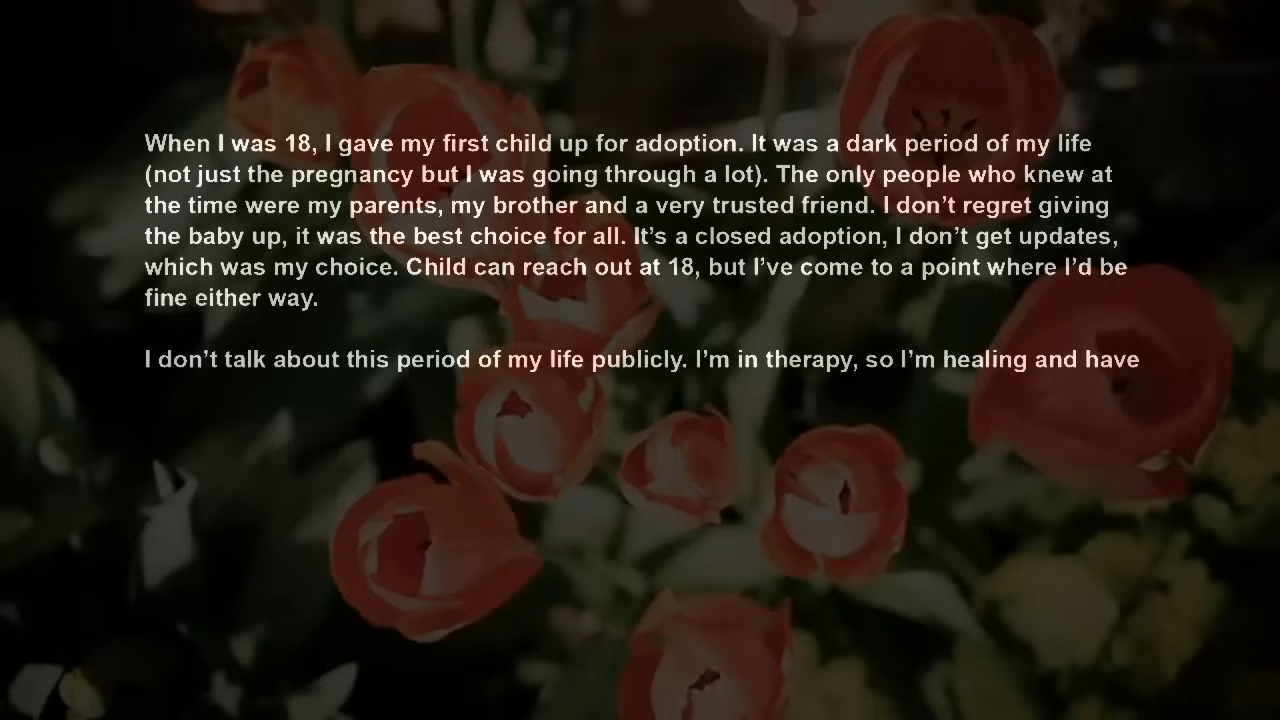 When I was 18, I gave my first child up for adoption. It was a dark period of my life
(not just the pregnancy but I was going through a lot). The only people who knew at
the time were my parents, my brother and a very trusted friend. I don’t regret giving
the baby up, it was the best choice for all. It’s a closed adoption, I don’t get updates,
which was my choice. Child can reach out at 18, but I’ve come to a point where I’d be
fine either way.
I don’t talk about this period of my life publicly. I’m in therapy, so I’m healing and have